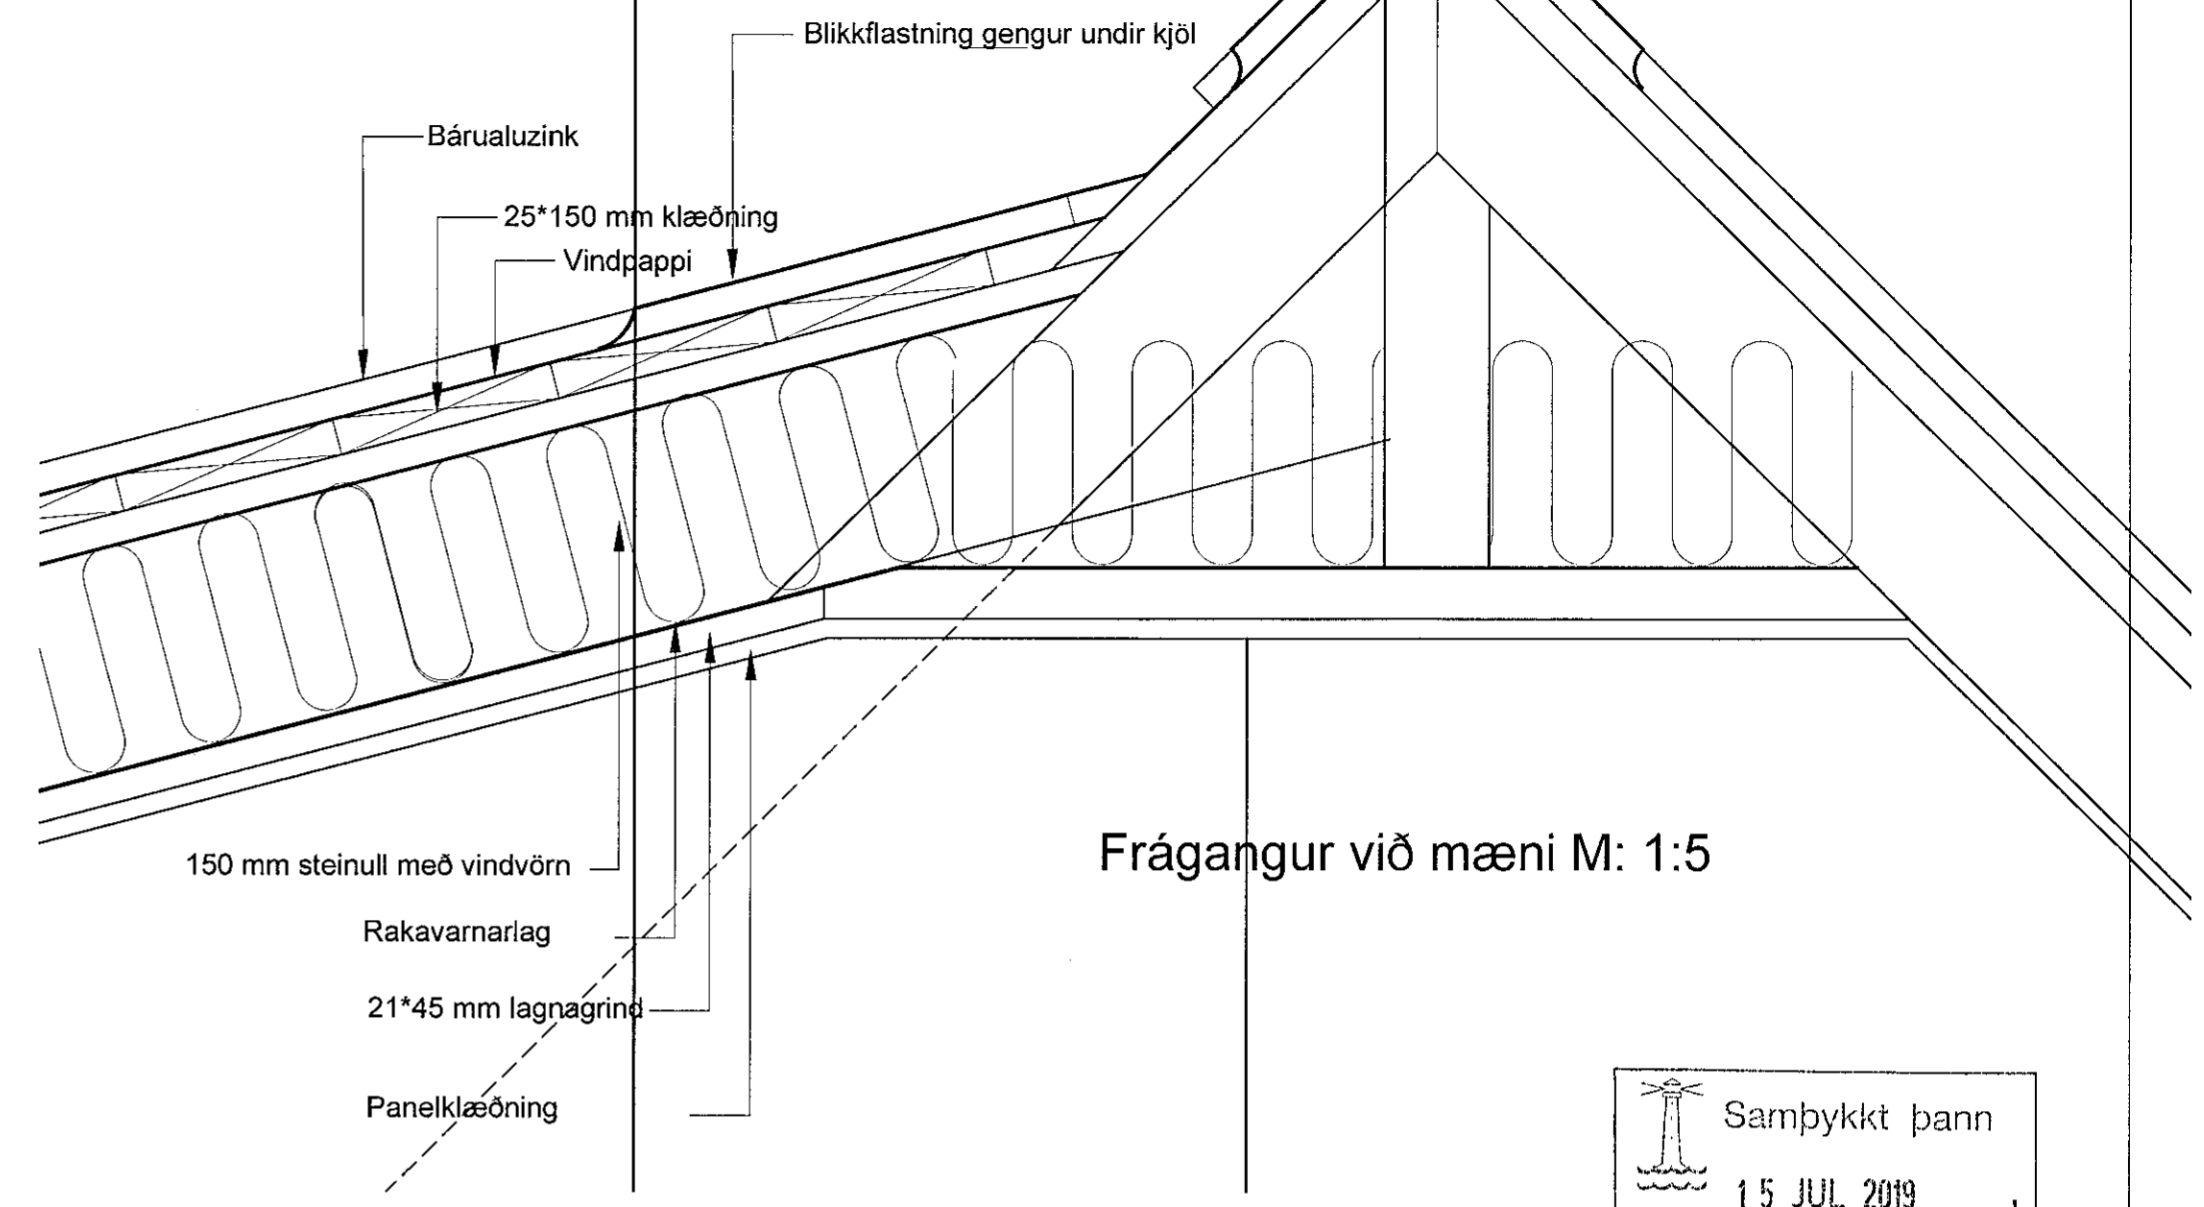 Blikkflastning gengur undir kjöl
Bárualuzink
25*150 mm klæðning
Vindpappi
150 mm steinull með vindvörn
Rakavarnarlag
21*45 mm lagnagrind
Panelklæðning
Frágangur við mæni M: 1:5
Samþykkt þann
15 JUL 2019